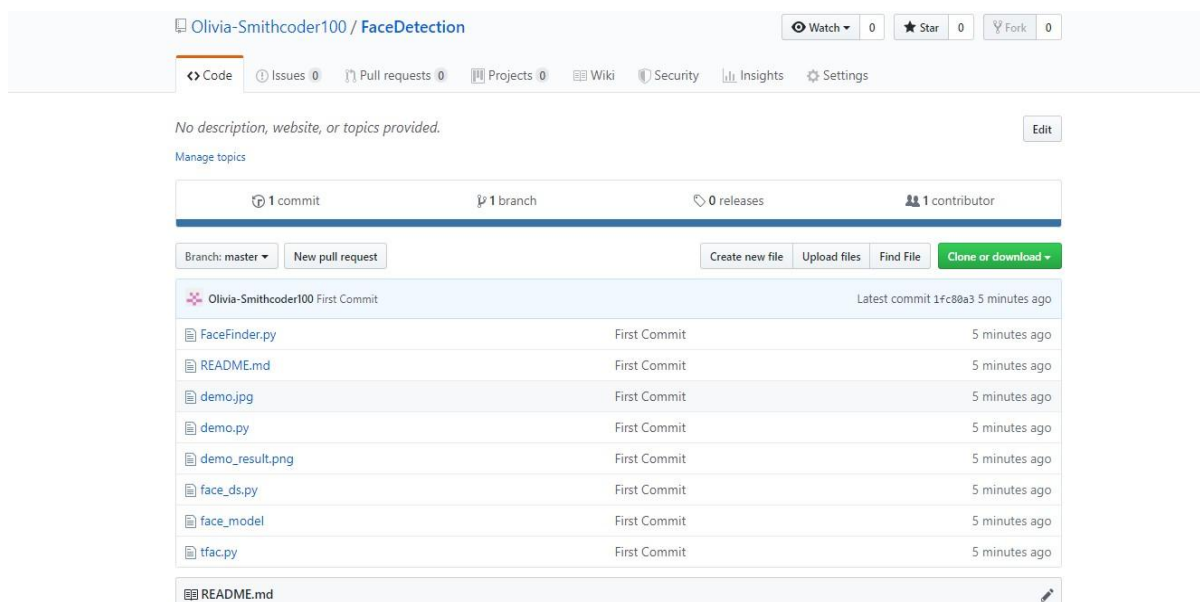 Olivia-Smithcoder100 / FaceDetection
Watch 0 Star 0 Fork 0
Code Issues 0 Pull requests 0 Projects 0 Wiki Security Insights Settings
No description, website, or topics provided.
Edit
Manage topics
1 commit 1 branch 0 releases 1 contributor
Branch: master New pull request Create new file Upload files Find File Clone or download
Olivia-Smithcoder100 First Commit Latest commit 1fc80a3 5 minutes ago
FaceFinder.py First Commit 5 minutes ago
README.md First Commit 5 minutes ago
demo.jpg First Commit 5 minutes ago
demo.py First Commit 5 minutes ago
demo_result.png First Commit 5 minutes ago
face_ds.py First Commit 5 minutes ago
face_model First Commit 5 minutes ago
tfac.py First Commit 5 minutes ago
README.md